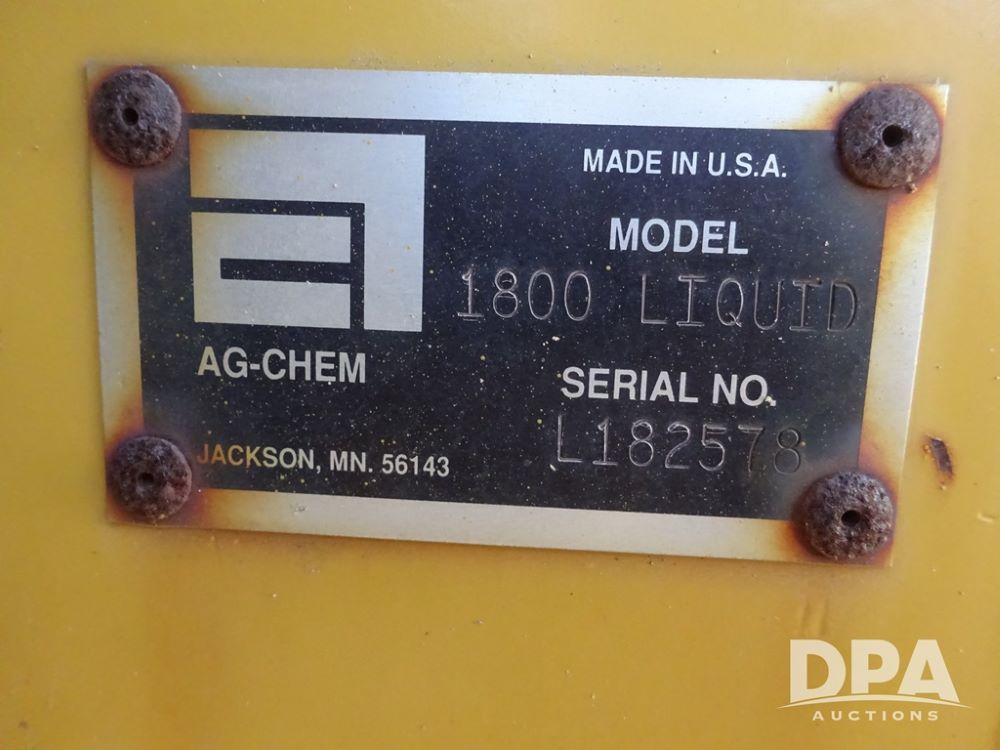 MADE IN U.S.A.
MODEL
1800 LIQUID
AG-CHEM
SERIAL NO.
L182578
JACKSON, MN. 56143
DPA
AUCTIONS